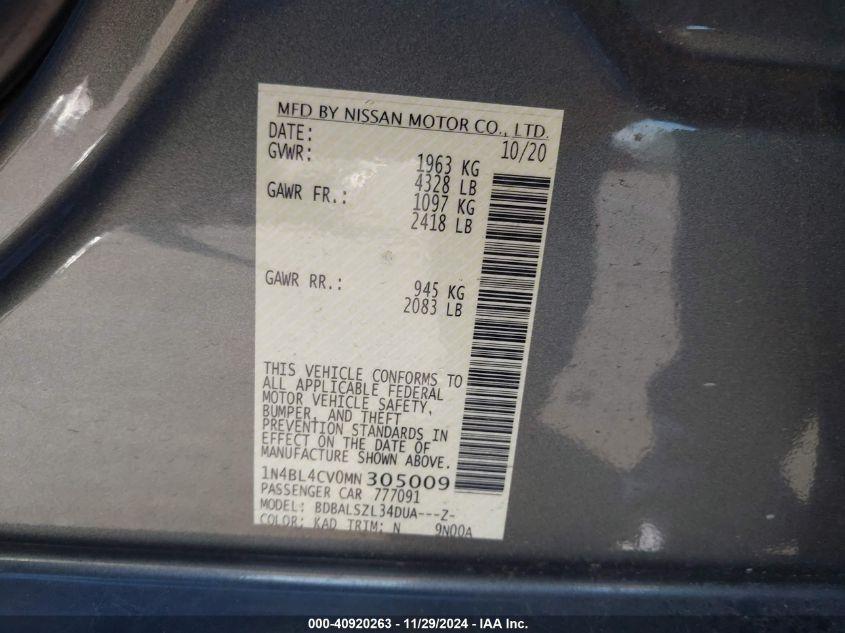 MFD BY NISSAN MOTOR CO., LTD.
DATE: 10/20
GVWR: 1963 KG
4328 LB
GAWR FR.: 1097 KG
2418 LB
GAWR RR.: 945 KG
2083 LB
THIS VEHICLE CONFORMS TO
ALL APPLICABLE FEDERAL
MOTOR VEHICLE SAFETY,
BUMPER, AND THEFT
PREVENTION STANDARDS IN
EFFECT ON THE DATE OF
MANUFACTURE SHOWN ABOVE.
1N4BL4CV0MN305009
PASSENGER CAR 777091
MODEL: BDBALSZL34DUA---Z-
COLOR: KAD TRIM: N 9N00A
000-40920263 - 11/29/2024 - IAA Inc.